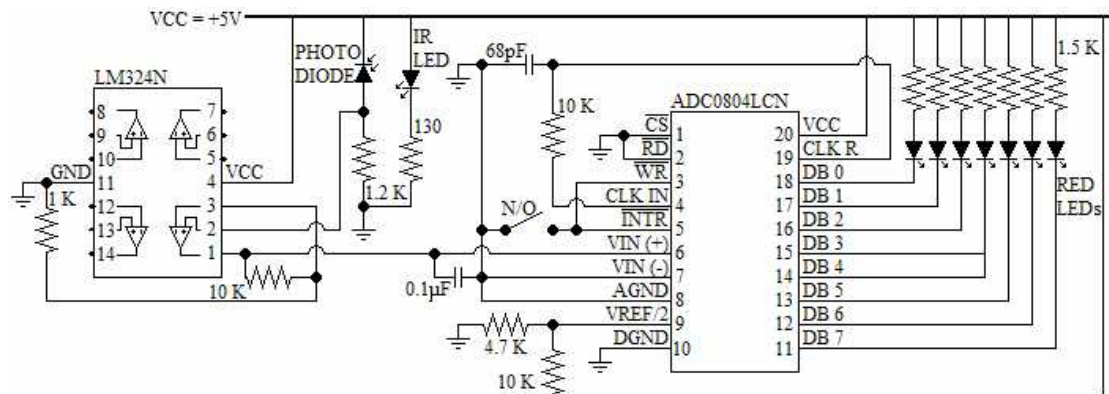 VCC = +5V
PHOTO
DIODE
IR
LED
68pF
1.5 K
LM324N
10 K
ADC0804LCN
8
9
10
GND
11
1 K
12
13
14
7
6
5
VCC
4
3
2
1
10 K
130
1.2 K
N/O
0.1µF
4.7 K
10 K
CS
RD
WR
CLK IN
INTR
VIN (+)
VIN (-)
AGND
VREF/2
DGND
1
2
3
4
5
6
7
8
9
10
20
19
18
17
16
15
14
13
12
11
VCC
CLK R
DB 0
DB 1
DB 2
DB 3
DB 4
DB 5
DB 6
DB 7
RED
LEDs